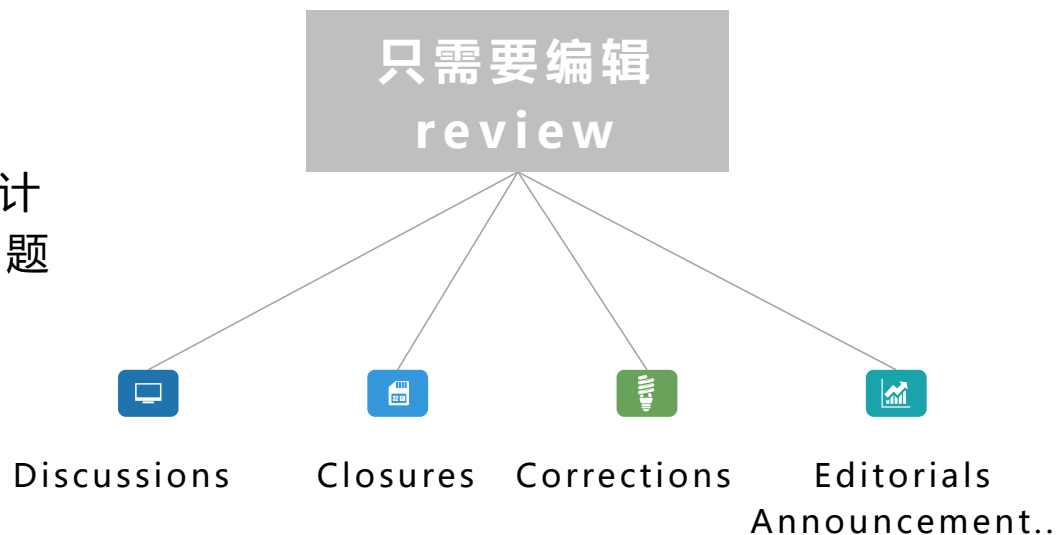 只需要编辑
review
计
题
Discussions
Closures
Corrections
Editorials
Announcement..